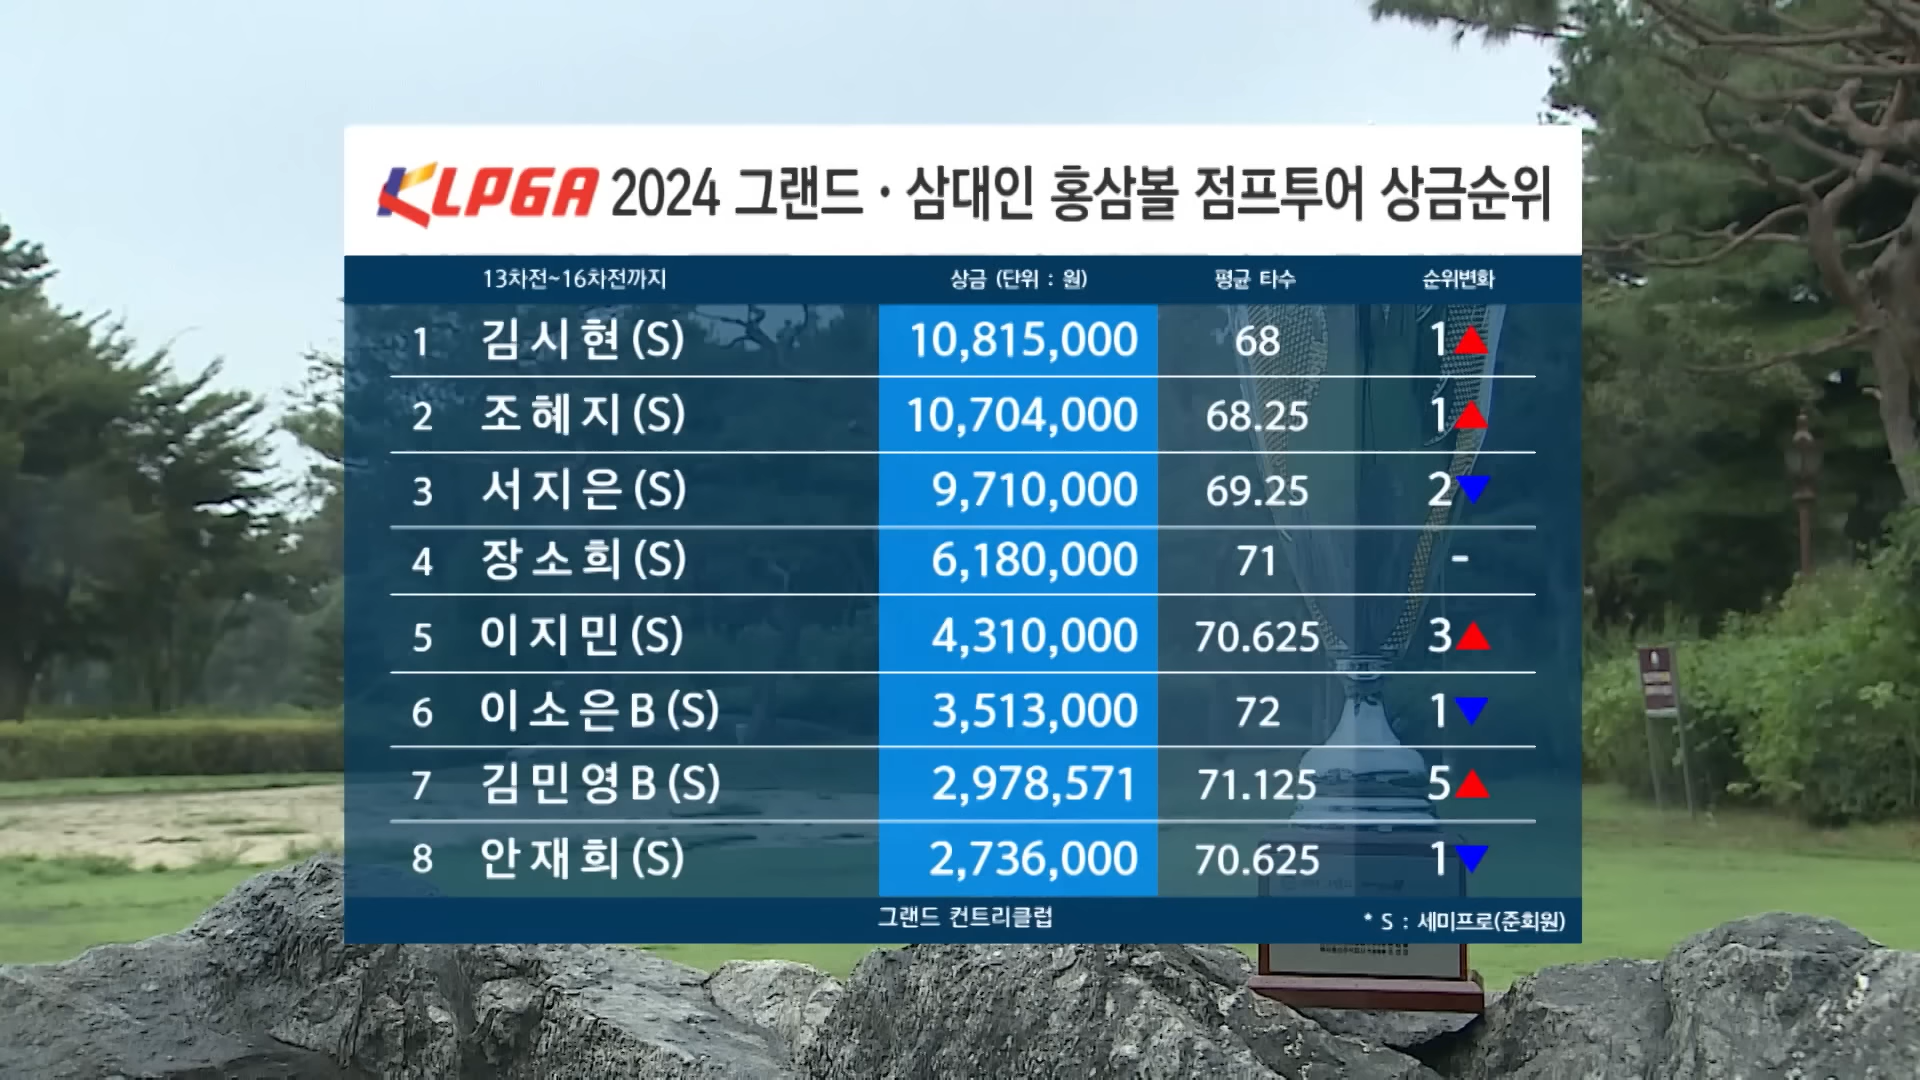 KLPGA 2024 그랜드 · 삼대인 홍삼볼 점프투어 상금순위
13차전~16차전까지 상금 (단위 : 원) 평균 타수 순위변화
1 김시현 (S) 10,815,000 68 1▲
2 조혜지 (S) 10,704,000 68.25 1▲
3 서지은 (S) 9,710,000 69.25 2▼
4 장소희 (S) 6,180,000 71 -
5 이지민 (S) 4,310,000 70.625 3▲
6 이소은B (S) 3,513,000 72 1▼
7 김민영B (S) 2,978,571 71.125 5▲
8 안재희 (S) 2,736,000 70.625 1▼
그랜드 컨트리클럽 * S : 세미프로(준회원)